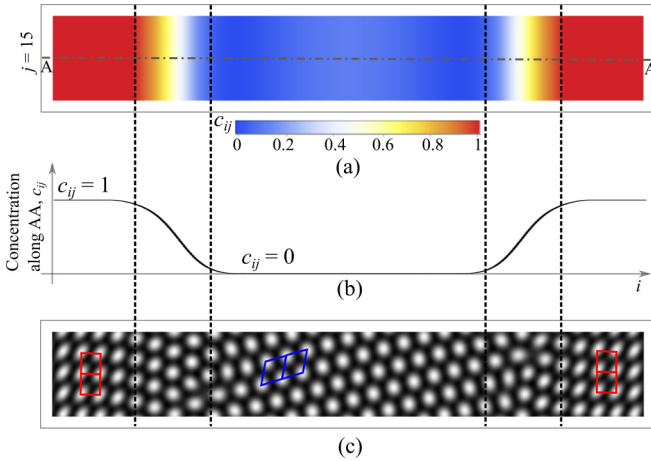 j = 15
A
A
c_ij
0 0.2 0.4 0.6 0.8 1
(a)
Concentration
along AA, c_ij
c_ij = 1
c_ij = 0
i
(b)
(c)